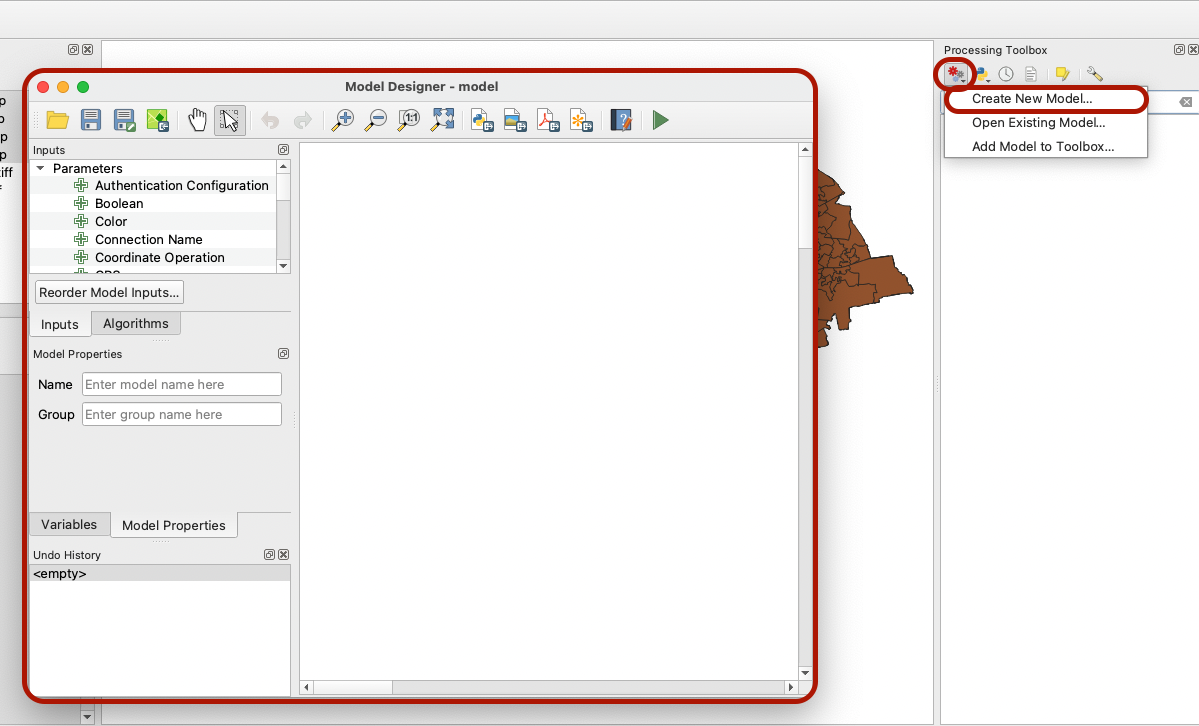 Processing Toolbox
Model Designer - model
Create New Model...
Open Existing Model...
Add Model to Toolbox...
1:1
Inputs
Parameters
Authentication Configuration
Boolean
Color
Connection Name
Coordinate Operation
Reorder Model Inputs...
Inputs Algorithms
Model Properties
Name Enter model name here
Group Enter group name here
Variables Model Properties
Undo History
<empty>